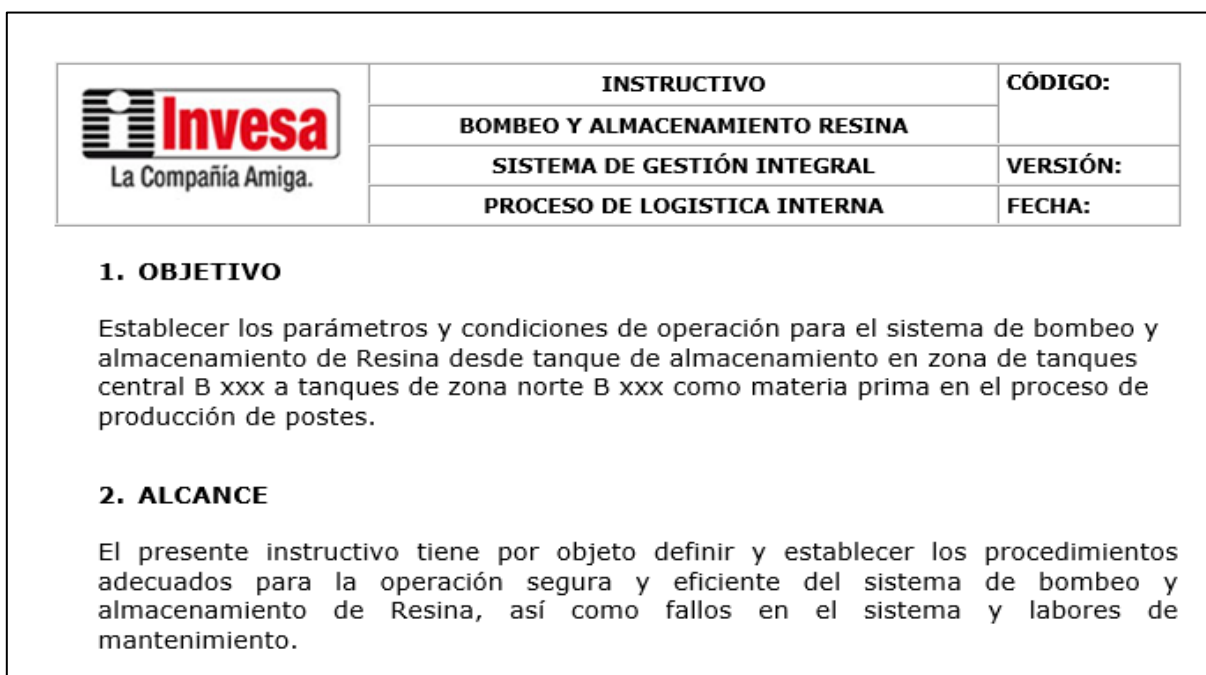 Invesa
La Compañía Amiga.
INSTRUCTIVO
CÓDIGO:
BOMBEO Y ALMACENAMIENTO RESINA
SISTEMA DE GESTIÓN INTEGRAL
VERSIÓN:
PROCESO DE LOGISTICA INTERNA
FECHA:
1. OBJETIVO
Establecer los parámetros y condiciones de operación para el sistema de bombeo y
almacenamiento de Resina desde tanque de almacenamiento en zona de tanques
central B xxx a tanques de zona norte B xxx como materia prima en el proceso de
producción de postes.
2. ALCANCE
El presente instructivo tiene por objeto definir y establecer los procedimientos
adecuados para la operación segura y eficiente del sistema de bombeo y
almacenamiento de Resina, así como fallos en el sistema y labores de
mantenimiento.